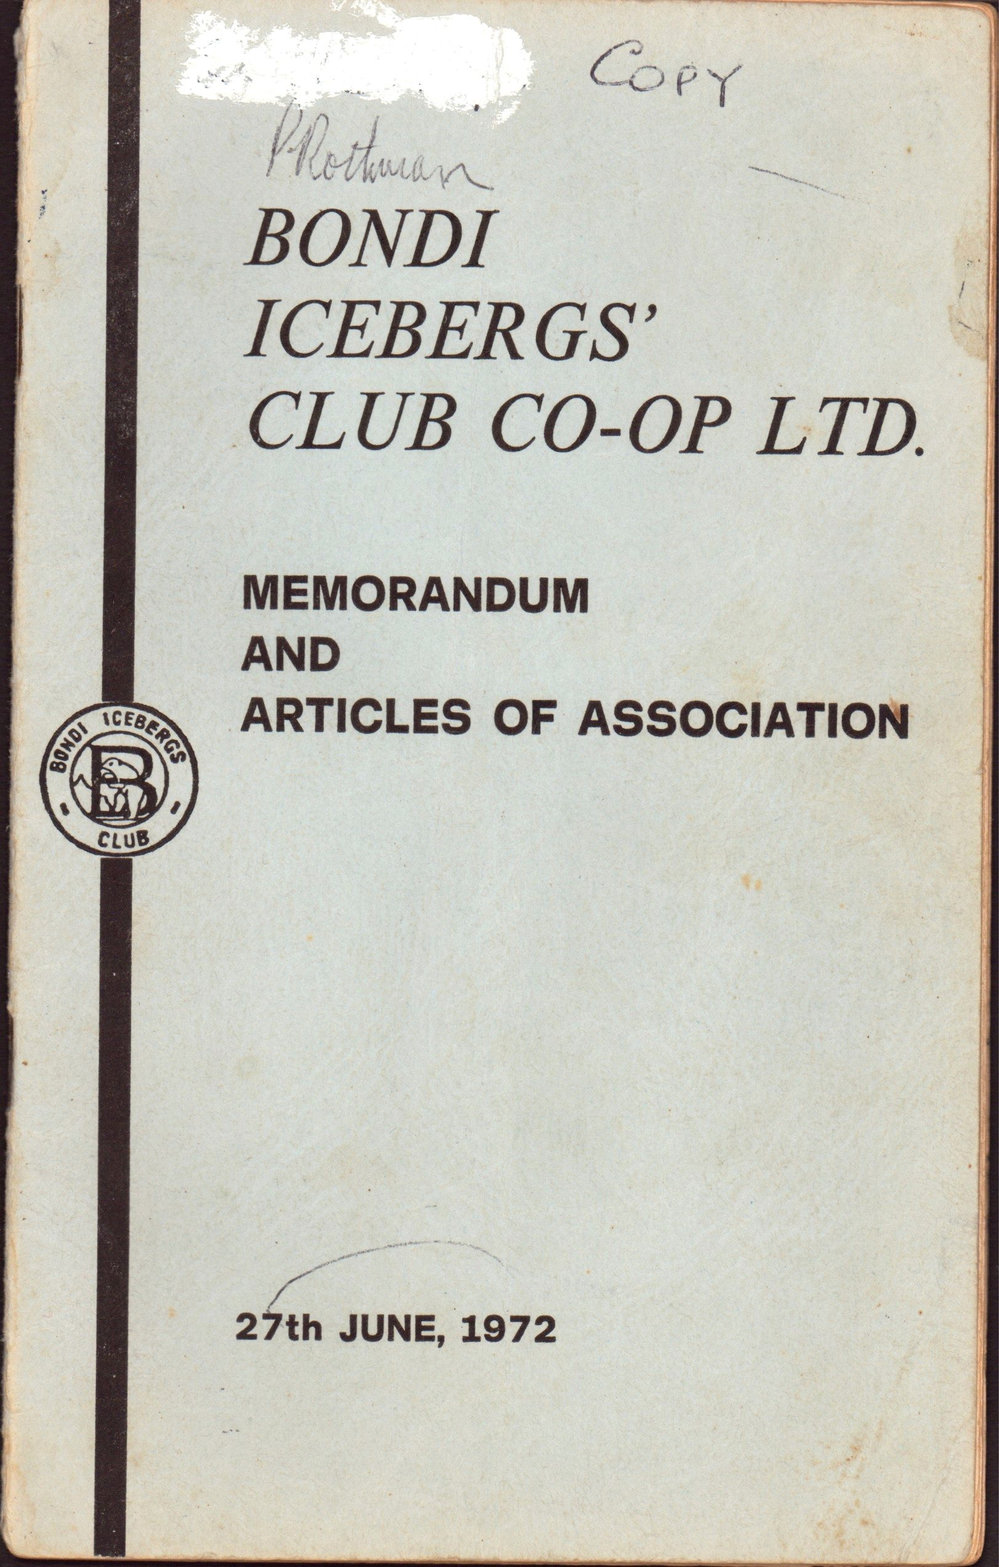 COPY
P Rothman
BONDI
ICEBERGS'
CLUB CO-OP LTD.
MEMORANDUM
AND
ARTICLES OF ASSOCIATION
BONDI ICEBERGS
B
CLUB
27th JUNE, 1972